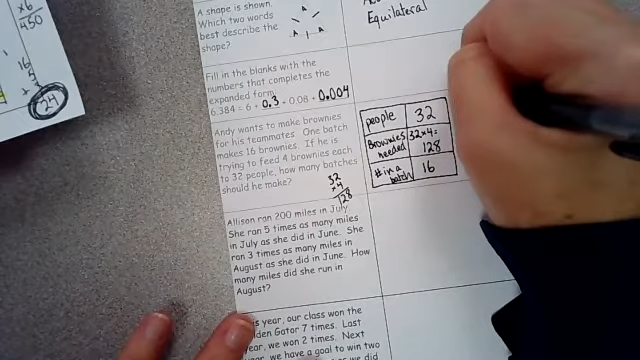 x6
450
16
24
A shape is shown.
Which two words
best describe the
shape?
Equilateral
Fill in the blanks with the
numbers that completes the
expanded form.
6.384 = 6 + 0.3 + 0.08 + 0.004
Andy wants to make brownies
for his teammates. One batch
makes 16 brownies. If he is
trying to feed 4 brownies each
to 32 people, how many batches
should he make?
32
x4
128
people 32
Brownies 32x4=
needed 128
# in a 16
batch
Allison ran 200 miles in July
She ran 5 times as many miles
in July as she did in June. She
ran 3 times as many miles in
August as she did in June. How
many miles did she run in
August?
year, our class won the
Gator 7 times. Last
year, we won 2 times. Next
year, we have a goal to win two
as we did